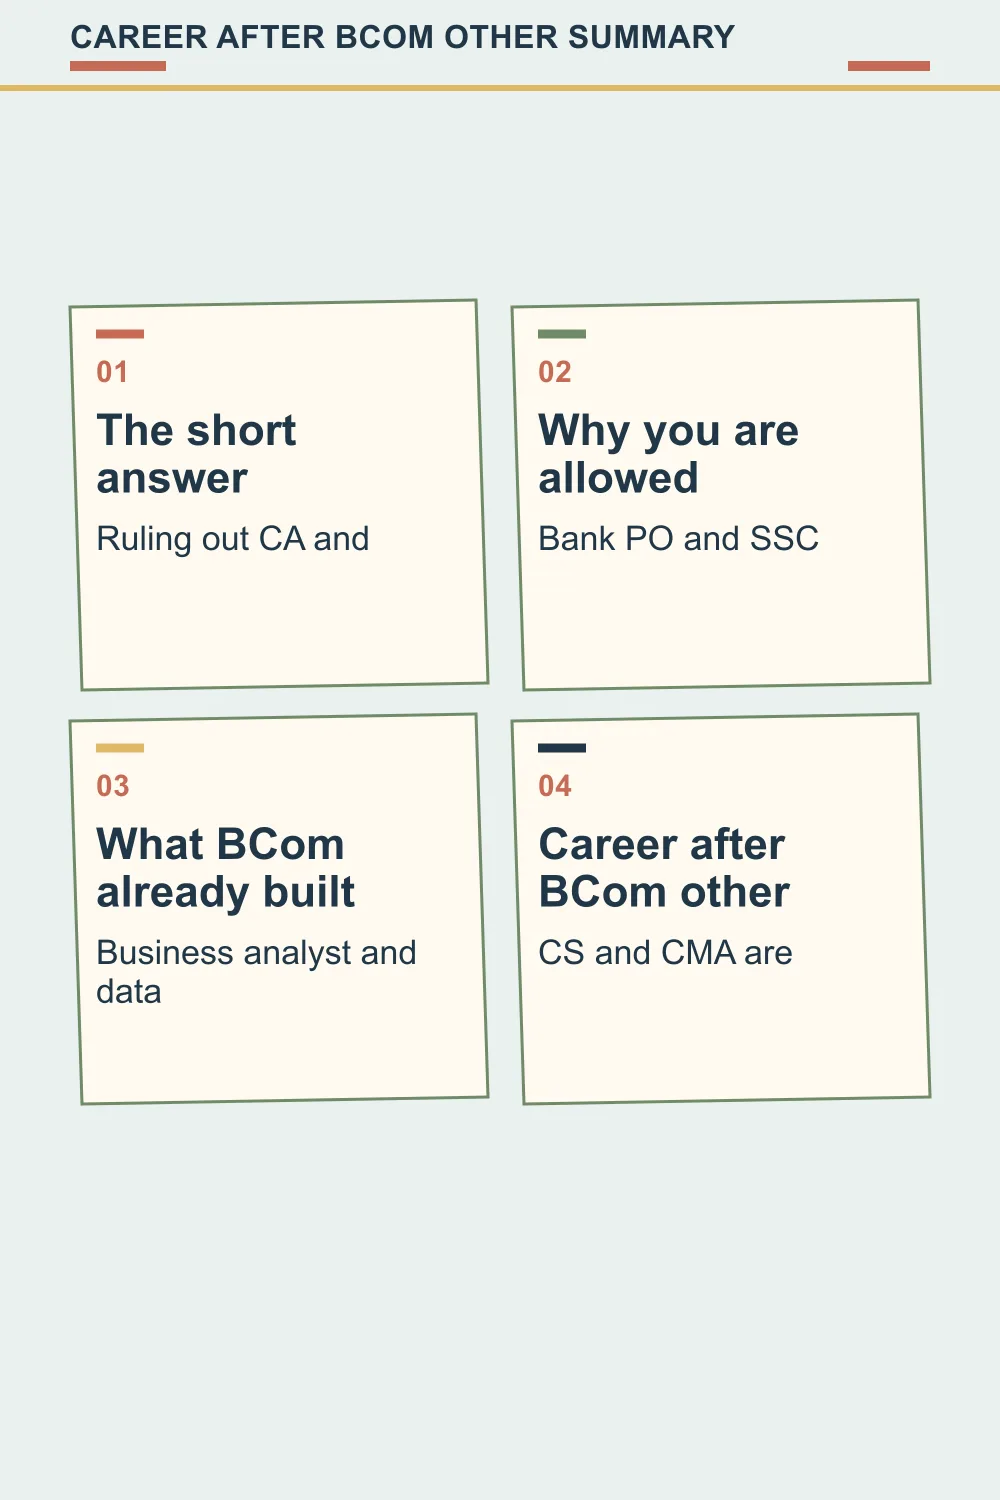 CAREER AFTER BCOM OTHER SUMMARY
01
The short
answer
Ruling out CA and
02
Why you are
allowed
Bank PO and SSC
03
What BCom
already built
Business analyst and
data
04
Career after
BCom other
CS and CMA are